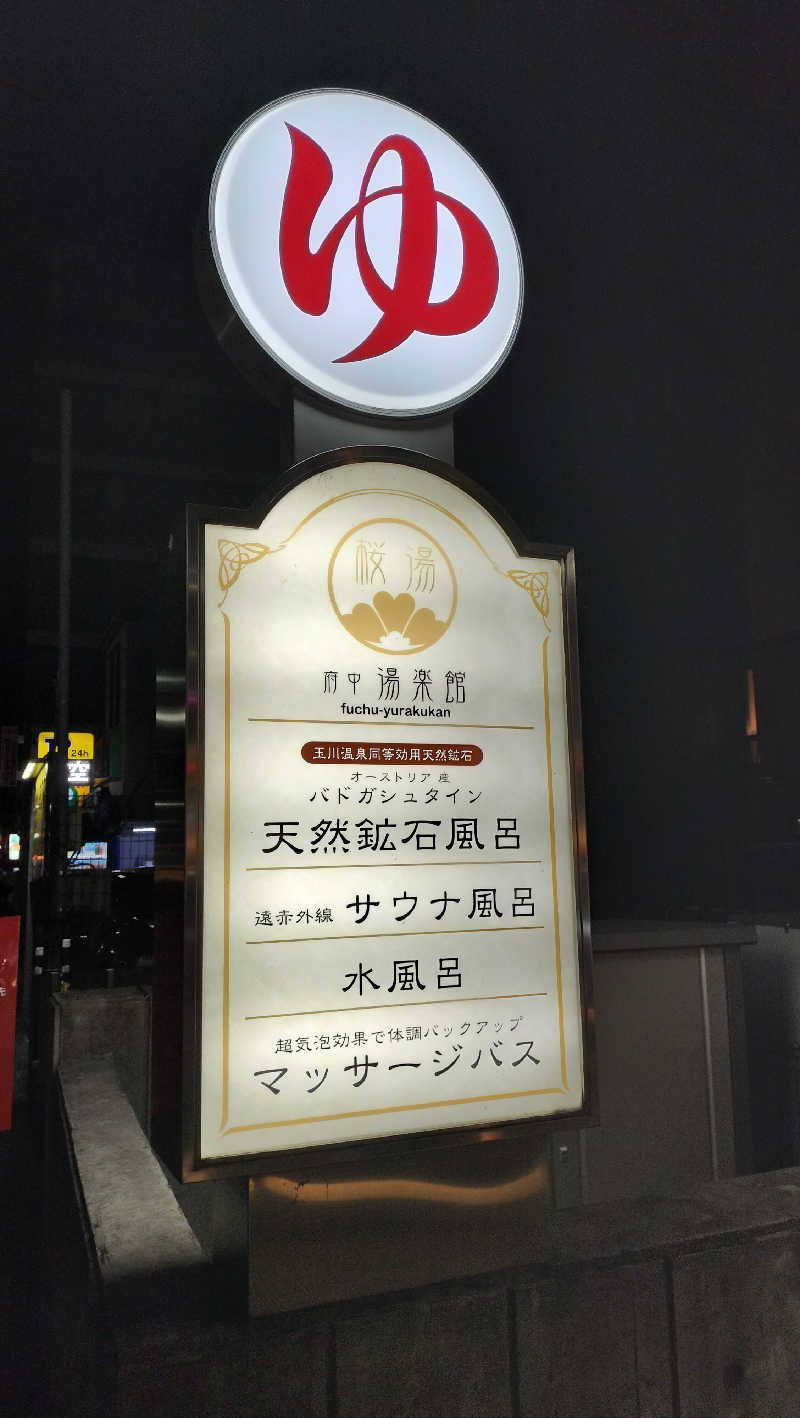 ゆ
桜湯
府中 湯楽館
fuchu-yurakukan
玉川温泉同等効用天然鉱石
オーストリア産
バドガシュタイン
天然鉱石風呂
遠赤外線 サウナ風呂
水風呂
超気泡効果で体調バックアップ
マッサージバス
24h
空